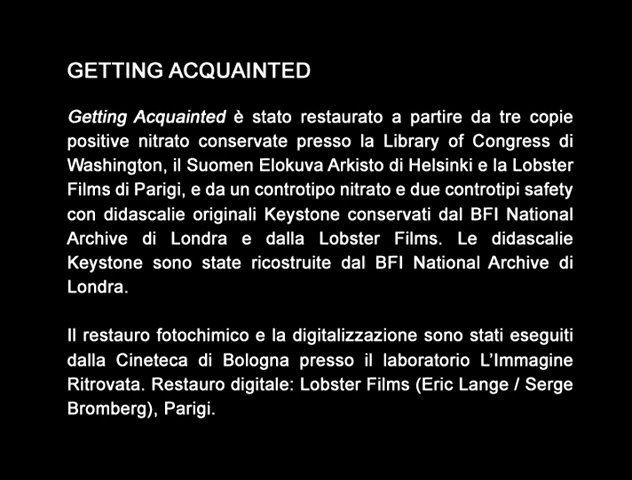 GETTING ACQUAINTED
Getting Acquainted è stato restaurato a partire da tre copie
positive nitrato conservate presso la Library of Congress di
Washington, il Suomen Elokuva Arkisto di Helsinki e la Lobster
Films di Parigi, e da un controtipo nitrato e due controtipi safety
con didascalie originali Keystone conservati dal BFI National
Archive di Londra e dalla Lobster Films. Le didascalie
Keystone sono state ricostruite dal BFI National Archive di
Londra.
Il restauro fotochimico e la digitalizzazione sono stati eseguiti
dalla Cineteca di Bologna presso il laboratorio L'Immagine
Ritrovata. Restauro digitale: Lobster Films (Eric Lange / Serge
Bromberg), Parigi.